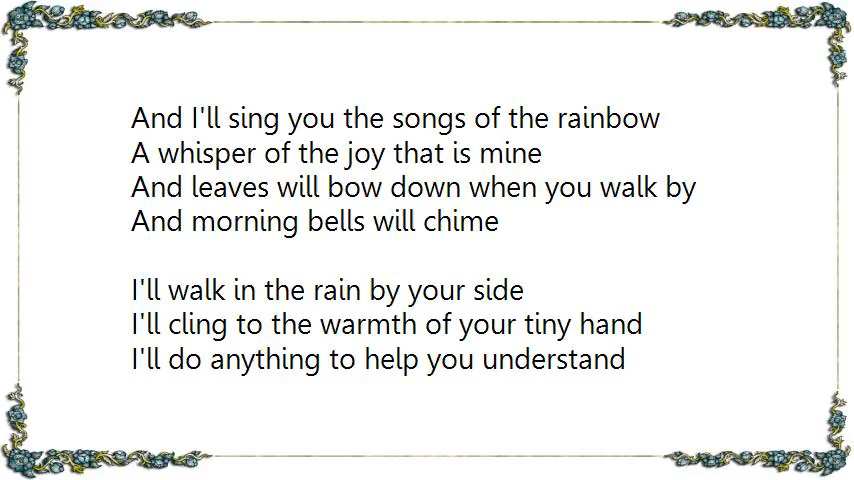 And I'll sing you the songs of the rainbow
A whisper of the joy that is mine
And leaves will bow down when you walk by
And morning bells will chime
I'll walk in the rain by your side
I'll cling to the warmth of your tiny hand
I'll do anything to help you understand